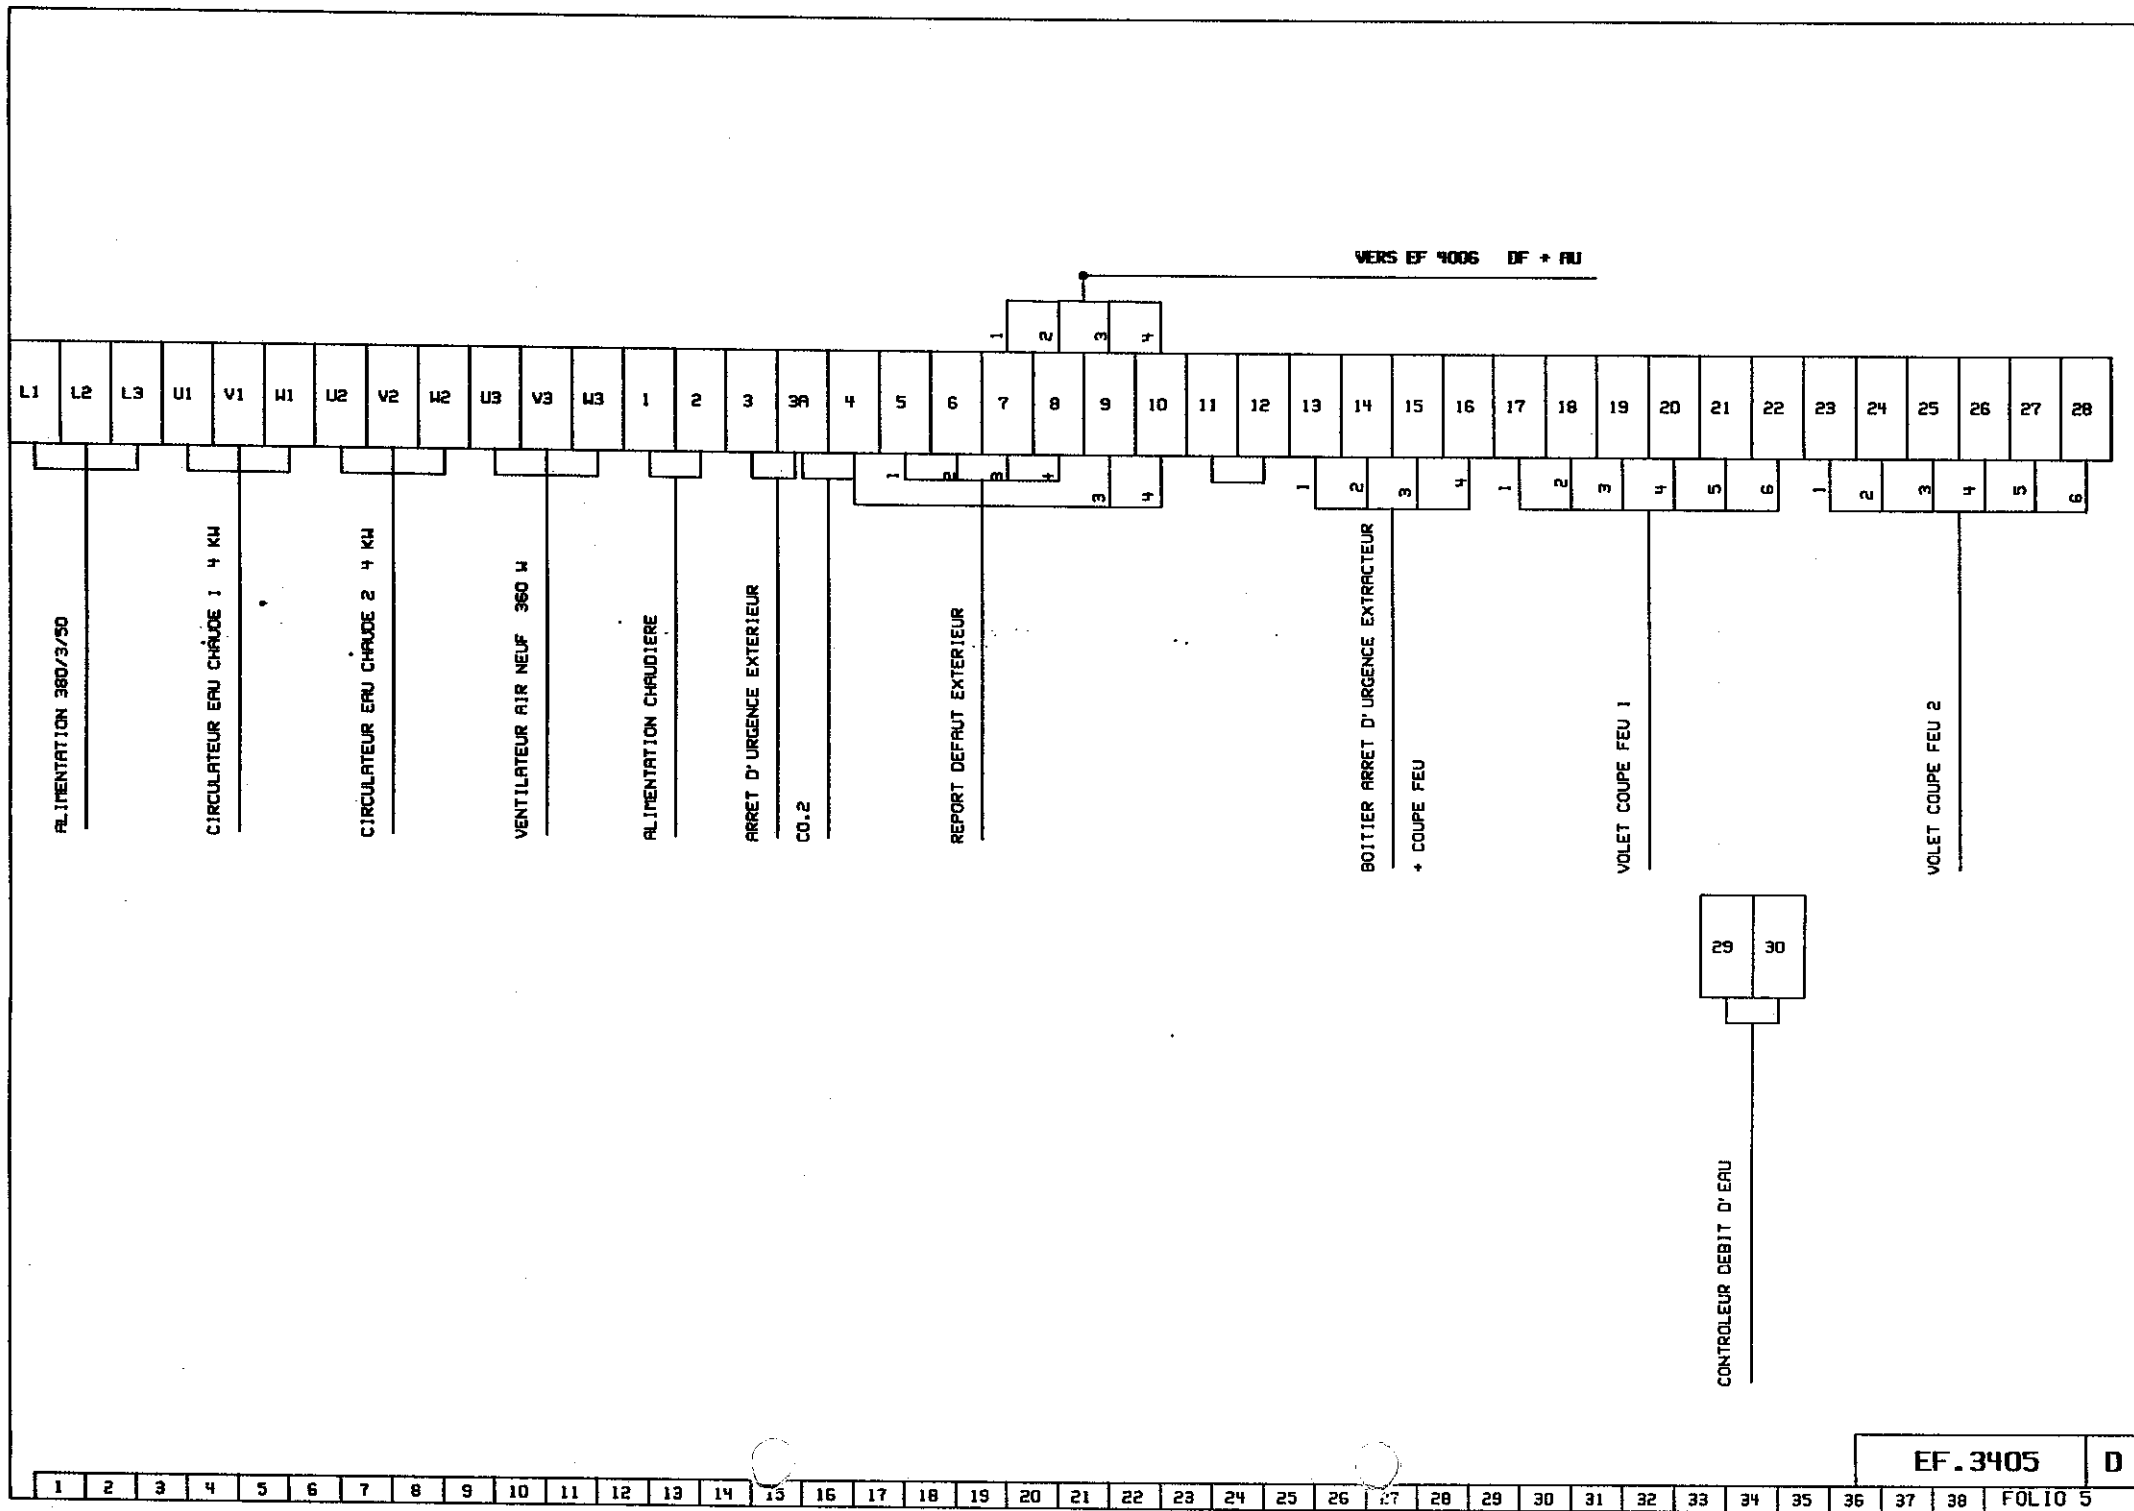 VERS EF 4006 DF + AU
1 2 3 4
L1 L2 L3 U1 V1 W1 U2 V2 W2 U3 V3 W3 1 2 3 3A 4 5 6 7 8 9 10 11 12 13 14 15 16 17 18 19 20 21 22 23 24 25 26 27 28
1 2 3 4
3 4
1 2 3 4
1 2 3 4 5 6
1 2 3 4 5 6
ALIMENTATION 380/3/50
CIRCULATEUR EAU CHAUDE 1 4 KW
CIRCULATEUR EAU CHAUDE 2 4 KW
VENTILATEUR AIR NEUF 360 W
ALIMENTATION CHAUDIERE
ARRET D'URGENCE EXTERIEUR
CO.2
REPORT DEFAUT EXTERIEUR
BOITIER ARRET D'URGENCE EXTRACTEUR
+ COUPE FEU
VOLET COUPE FEU 1
VOLET COUPE FEU 2
29 30
CONTROLEUR DEBIT D'EAU
EF.3405 D
1 2 3 4 5 6 7 8 9 10 11 12 13 14 15 16 17 18 19 20 21 22 23 24 25 26 27 28 29 30 31 32 33 34 35 36 37 38 FOLIO 5